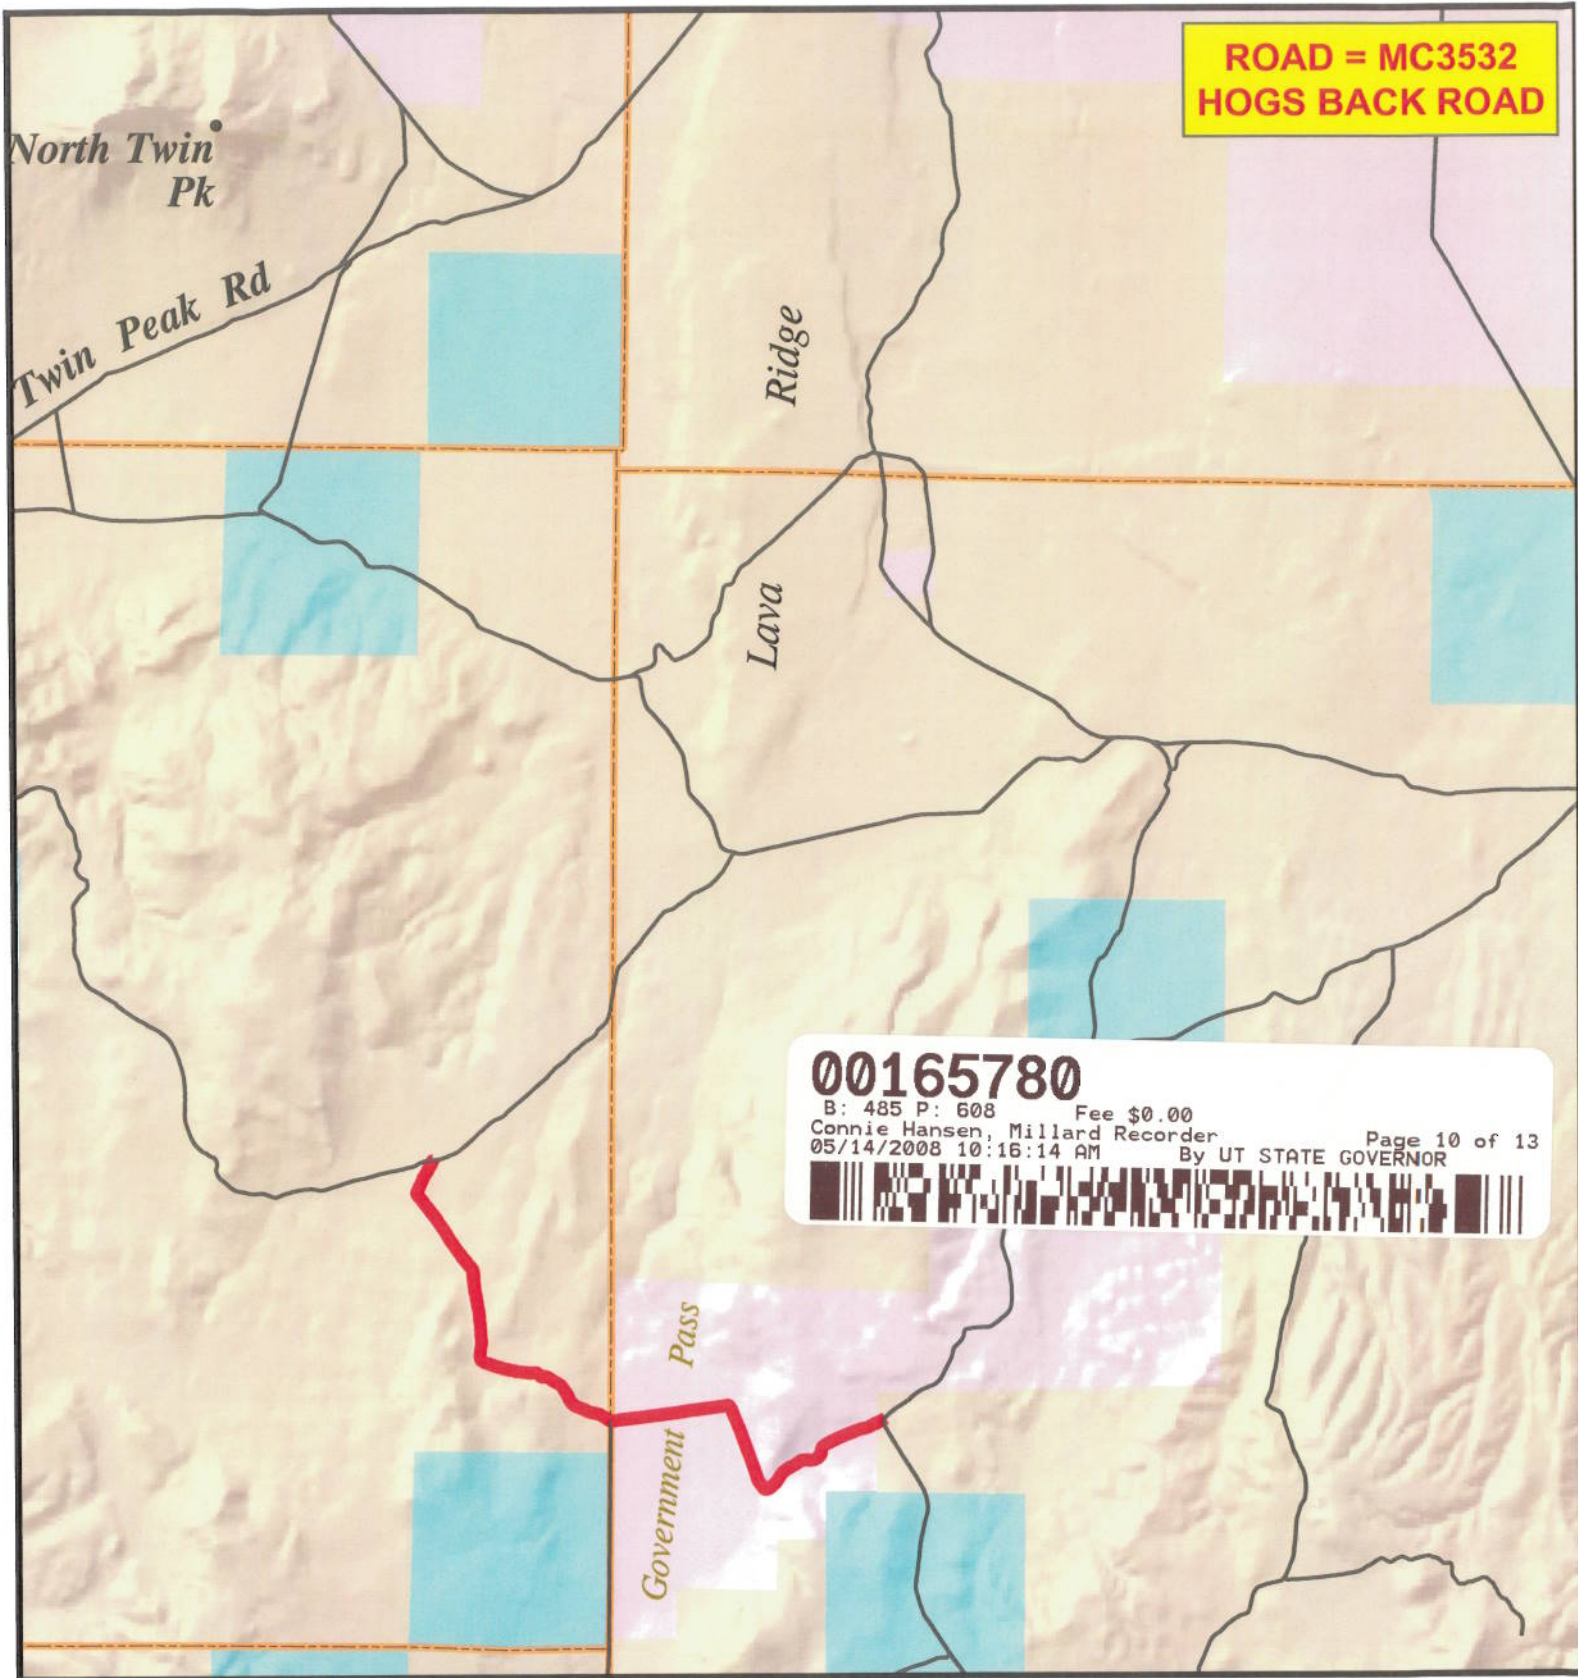 ROAD = MC3532
HOGS BACK ROAD
North Twin
Pk
Twin Peak Rd
Ridge
Lava
00165780
B: 485 P: 608 Fee $0.00
Connie Hansen, Millard Recorder Page 10 of 13
05/14/2008 10:16:14 AM By UT STATE GOVERNOR
Pass
Government